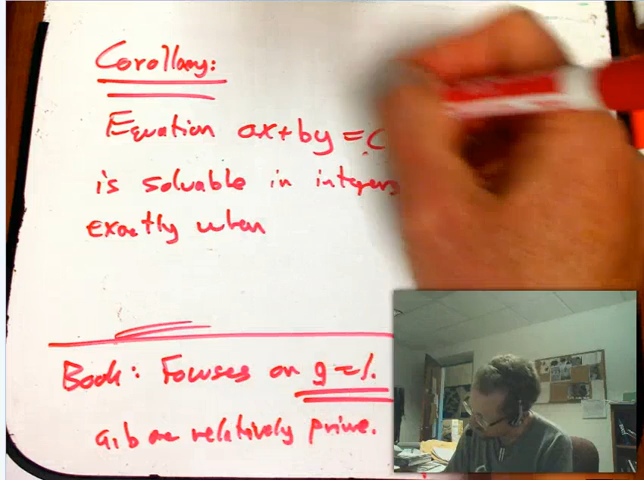 Corollary:
Equation ax+by = C
is solvable in integers
exactly when
Book: Focuses on g=1.
a,b are relatively prime.